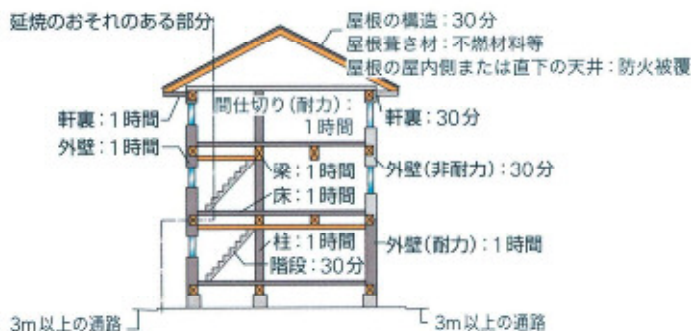 延焼のおそれのある部分
屋根の構造：30分
屋根葺き材：不燃材料等
屋根の屋内側または直下の天井：防火被覆
間仕切り（耐力）：
1時間
軒裏：1時間
軒裏：30分
外壁：1時間
梁：1時間
外壁（非耐力）：30分
床：1時間
柱：1時間
外壁（耐力）：1時間
階段：30分
3m以上の通路
3m以上の通路